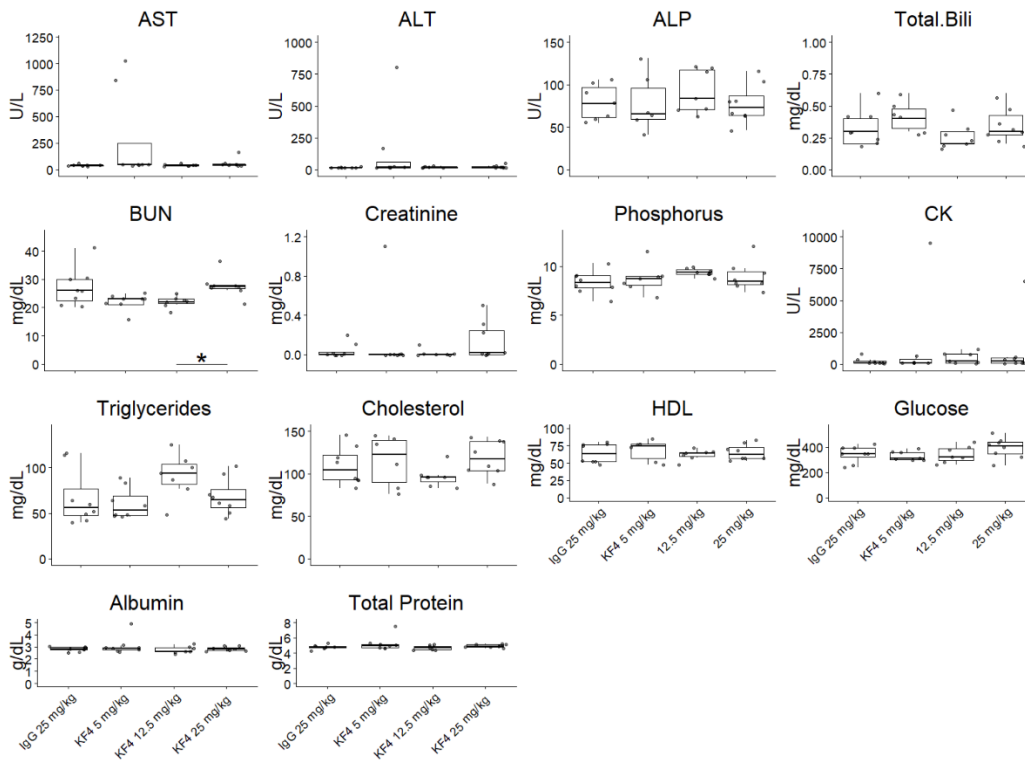 AST
ALT
ALP
Total.Bili
U/L
1250
1000
750
500
250
0
U/L
1000
750
500
250
0
U/L
150
100
50
0
mg/dL
1.00
0.75
0.50
0.25
0.00
BUN
Creatinine
Phosphorus
CK
mg/dL
40
30
20
10
0
*
mg/dL
1.2
0.8
0.4
0.0
mg/dL
15
10
5
0
U/L
10000
7500
5000
2500
0
Triglycerides
Cholesterol
HDL
Glucose
mg/dL
100
50
0
mg/dL
150
100
50
0
mg/dL
100
75
50
25
0
IgG 25 mg/kg
KF4 5 mg/kg
12.5 mg/kg
25 mg/kg
mg/dL
400
200
0
IgG 25 mg/kg
KF4 5 mg/kg
12.5 mg/kg
25 mg/kg
Albumin
Total Protein
g/dL
5
4
3
2
1
0
IgG 25 mg/kg
KF4 5 mg/kg
KF4 12.5 mg/kg
KF4 25 mg/kg
g/dL
8
6
4
2
0
IgG 25 mg/kg
KF4 5 mg/kg
KF4 12.5 mg/kg
KF4 25 mg/kg